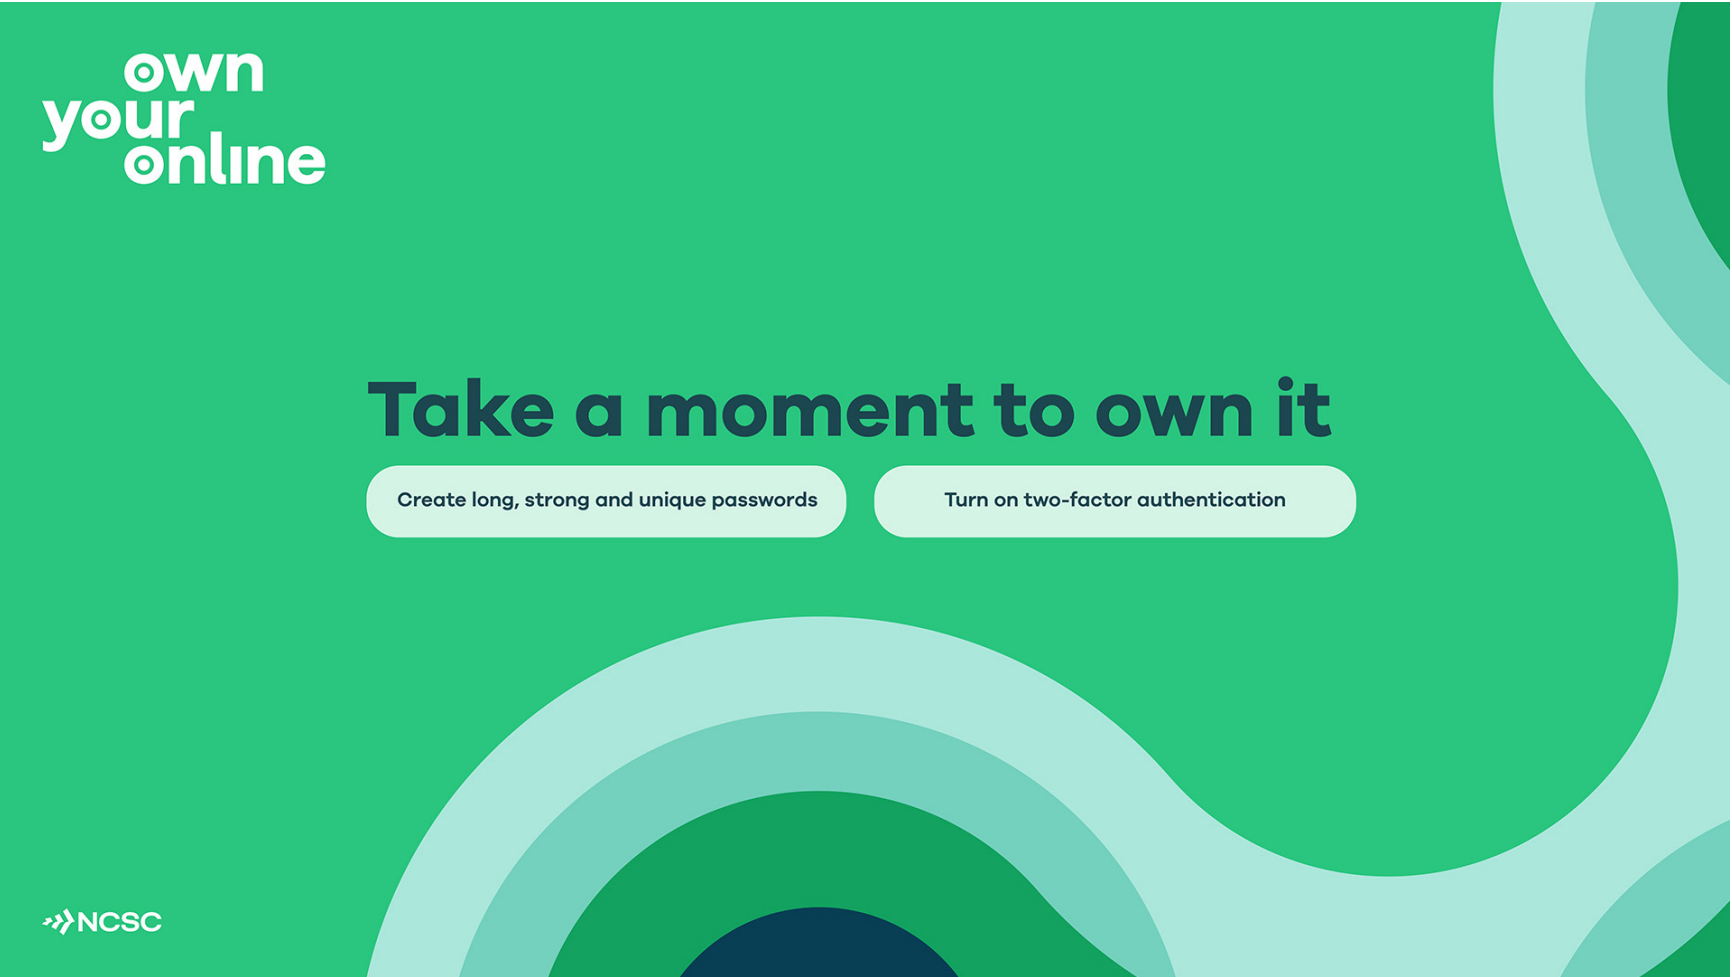 own
your
online
Take a moment to own it
Create long, strong and unique passwords
Turn on two-factor authentication
NCSC